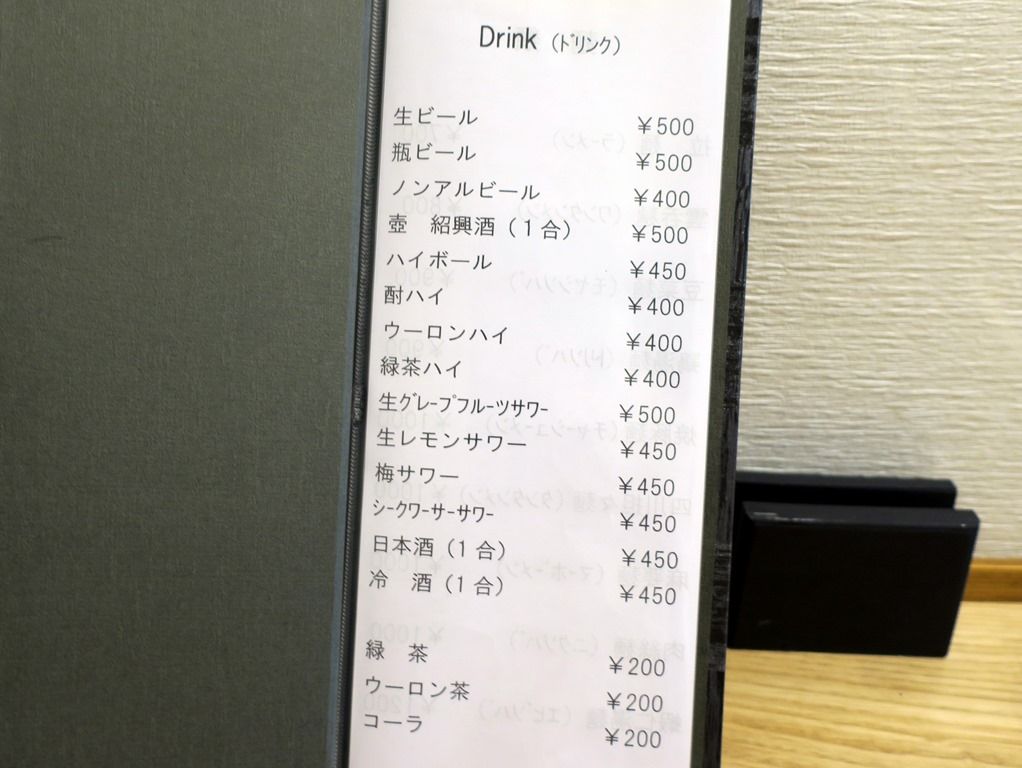 Drink (ﾄﾞﾘﾝｸ)
生ビール ￥500
瓶ビール ￥500
ノンアルビール ￥400
壺　紹興酒（１合） ￥500
ハイボール ￥450
酎ハイ ￥400
ウーロンハイ ￥400
緑茶ハイ ￥400
生ｸﾞﾚｰﾌﾟﾌﾙｰﾂｻﾜｰ ￥500
生レモンサワー ￥450
梅サワー ￥450
ｼｰｸﾜｰｻｰｻﾜｰ ￥450
日本酒（１合） ￥450
冷　酒（１合） ￥450
緑　茶 ￥200
ウーロン茶 ￥200
コーラ ￥200